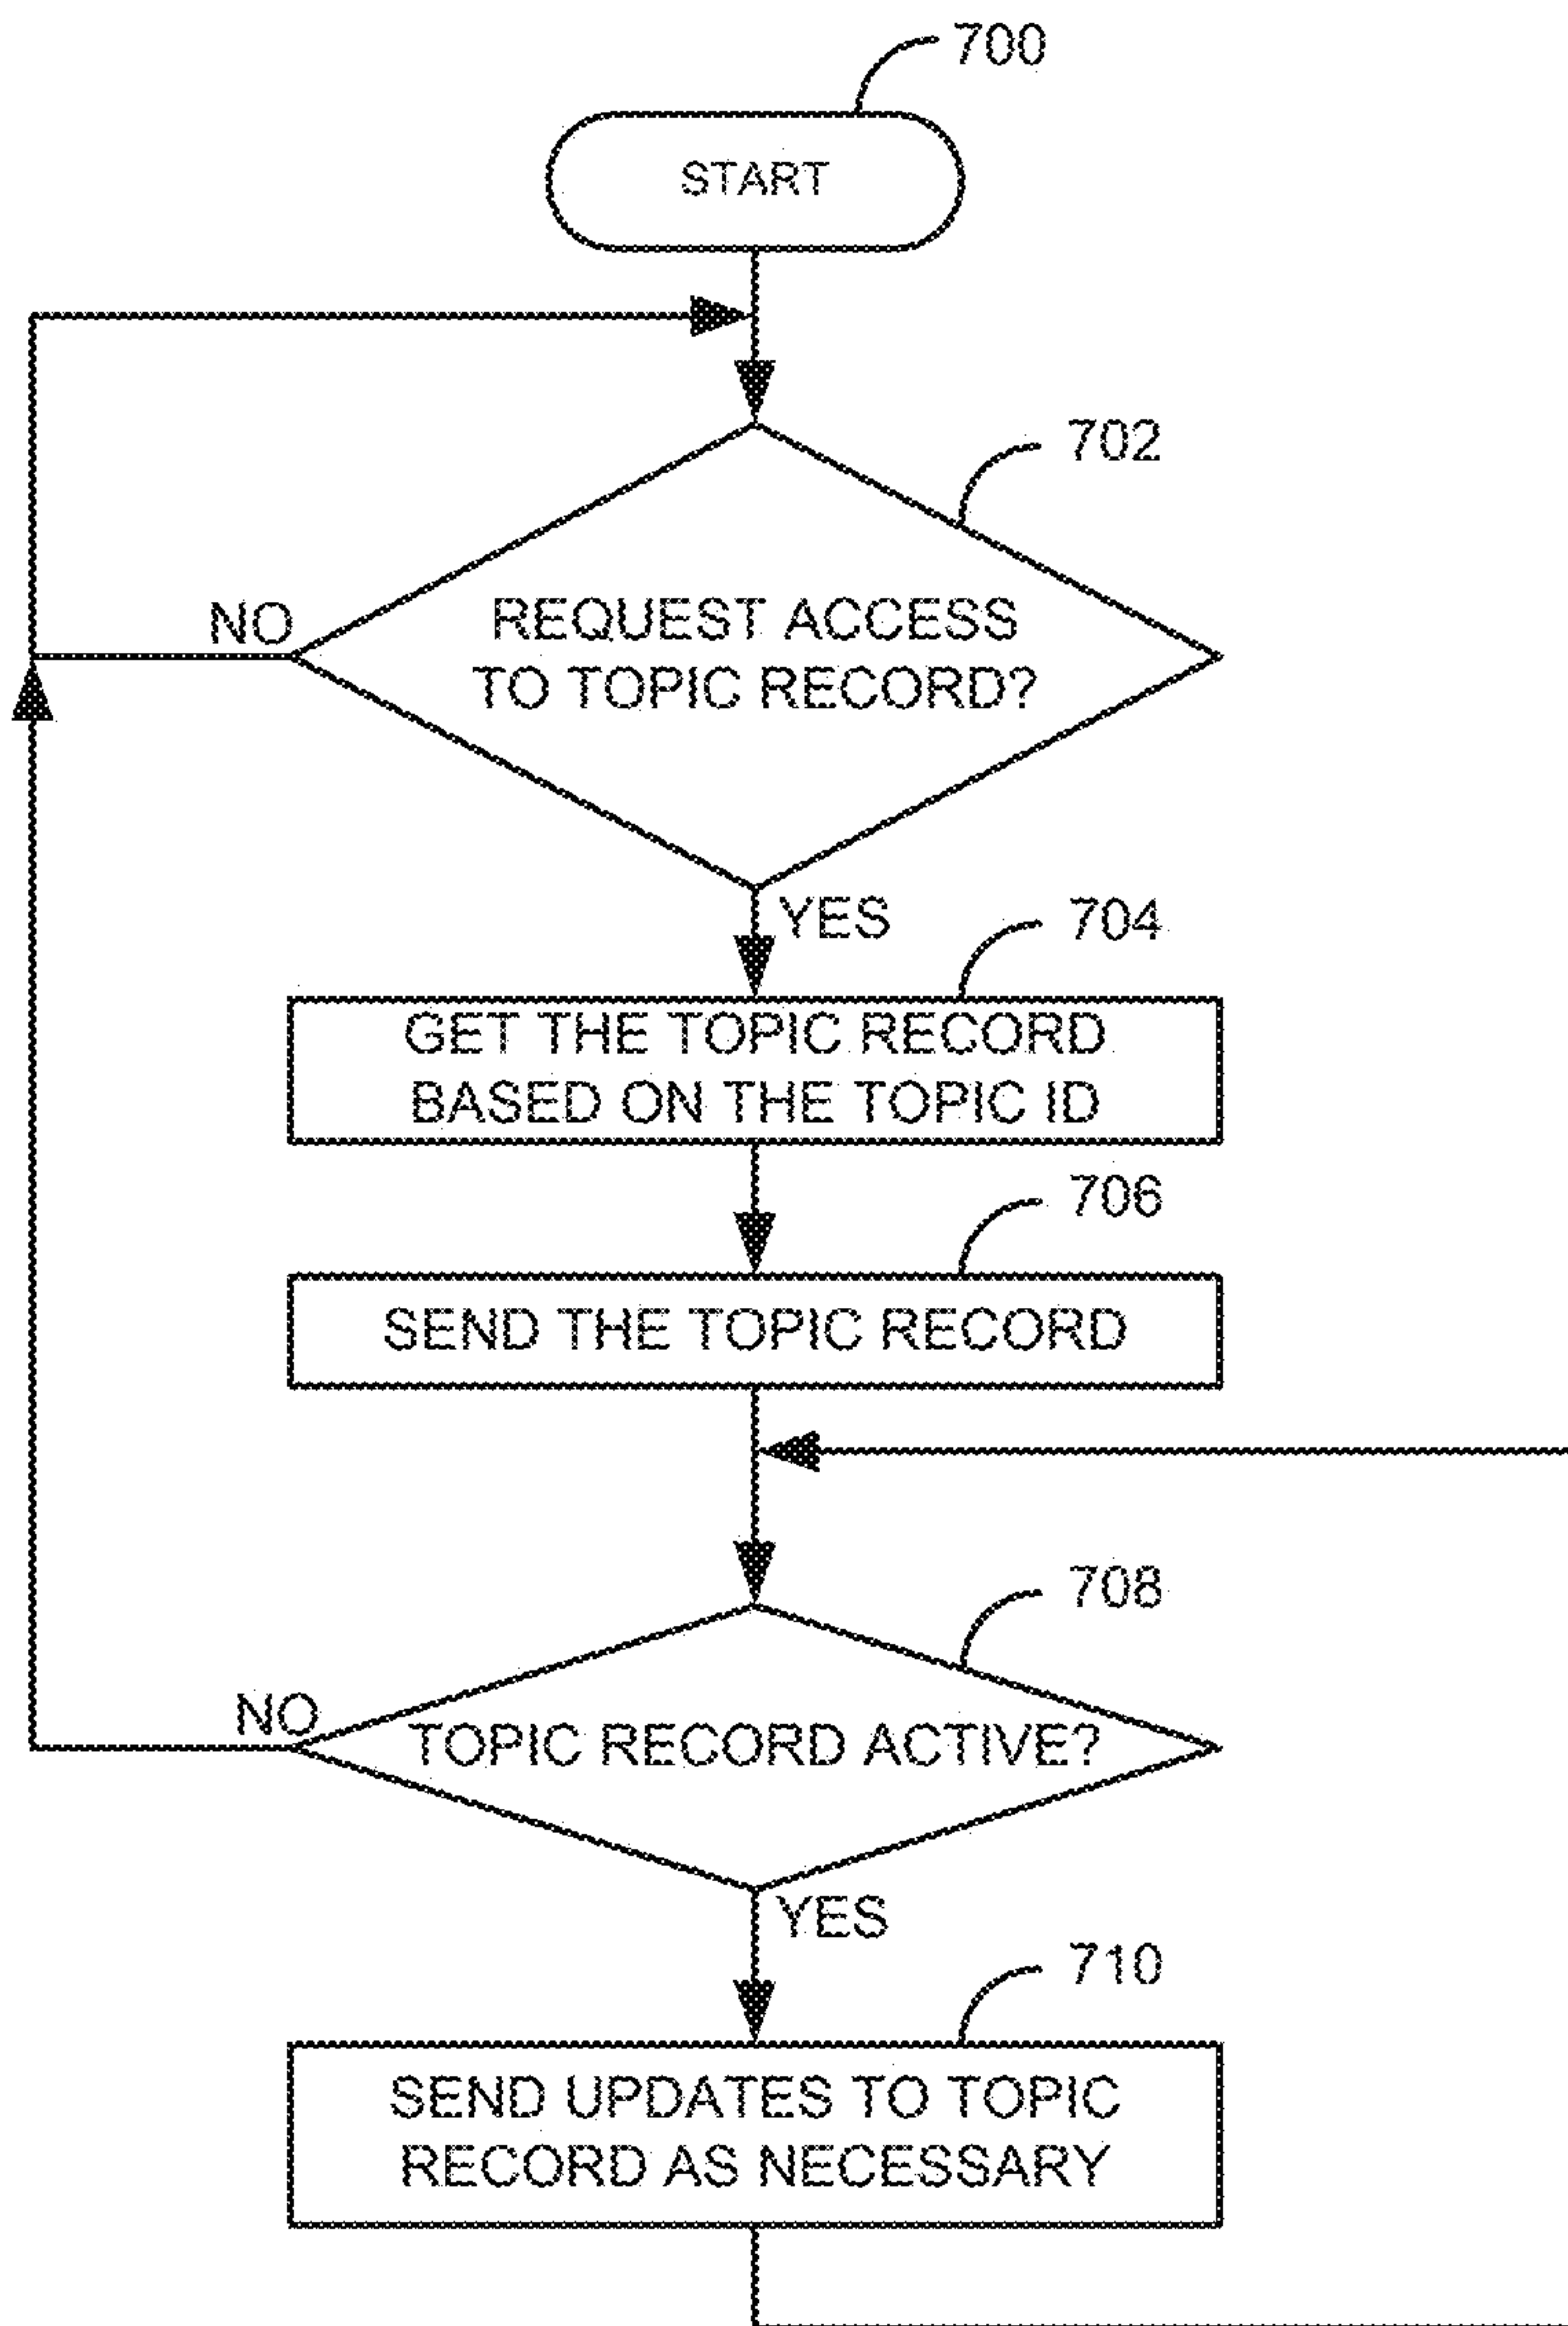 700
START
702
NO
REQUEST ACCESS
TO TOPIC RECORD?
YES
704
GET THE TOPIC RECORD
BASED ON THE TOPIC ID
706
SEND THE TOPIC RECORD
708
NO
TOPIC RECORD ACTIVE?
YES
710
SEND UPDATES TO TOPIC
RECORD AS NECESSARY